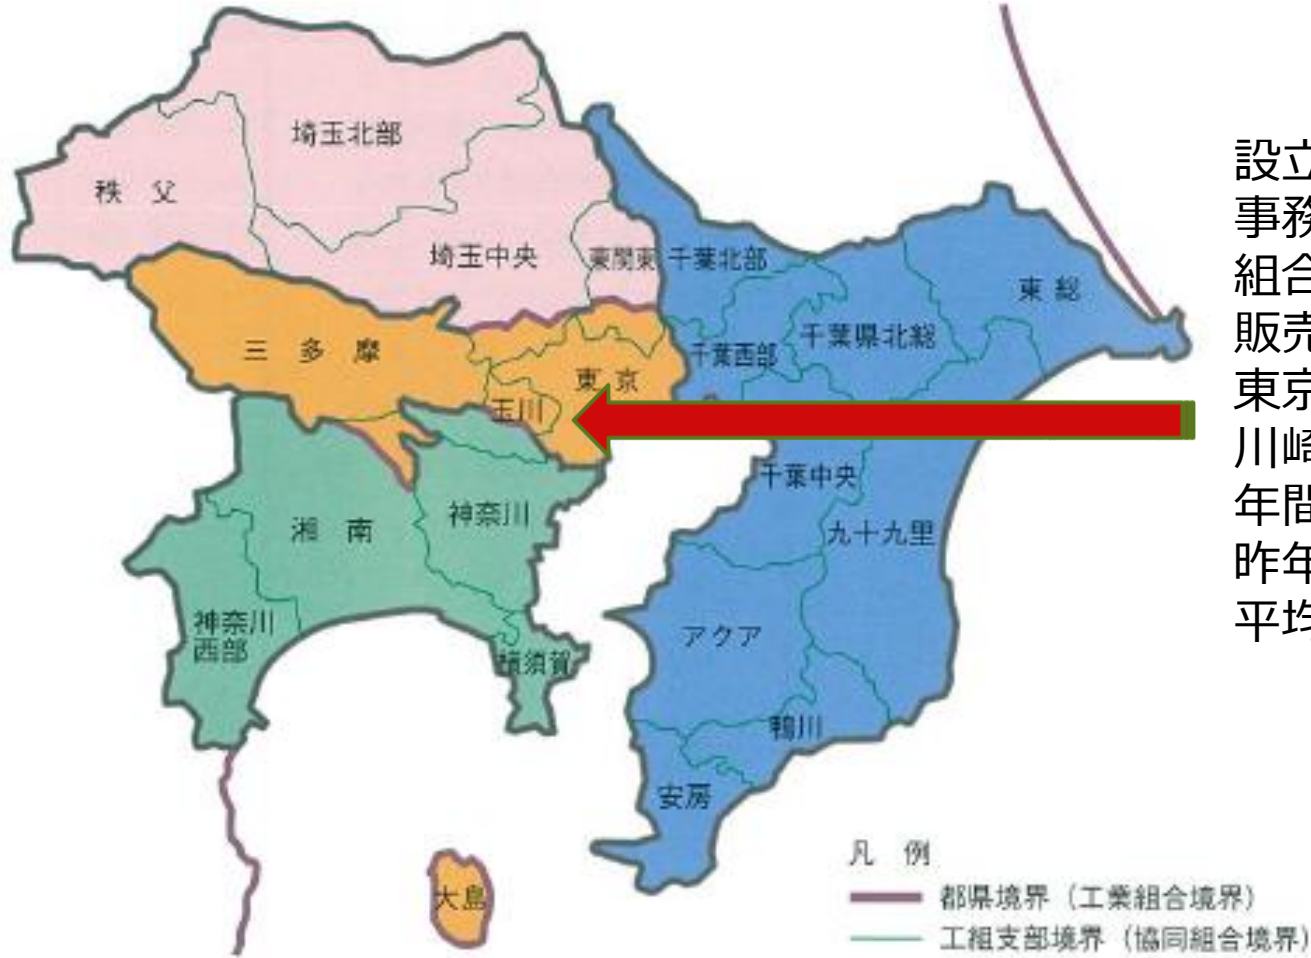 埼玉北部
秩 父
埼玉中央
東関東
千葉北部
東 総
三 多 摩
千葉西部
千葉県北総
東 京
玉川
千葉中央
湘 南
神奈川
九十九里
神奈川
西部
アクア
横須賀
鴨川
安房
大島
凡 例
都県境界（工業組合境界）
工組支部境界（協同組合境界）
設立
事務
組合
販売
東京
川崎
年間
昨年
平均